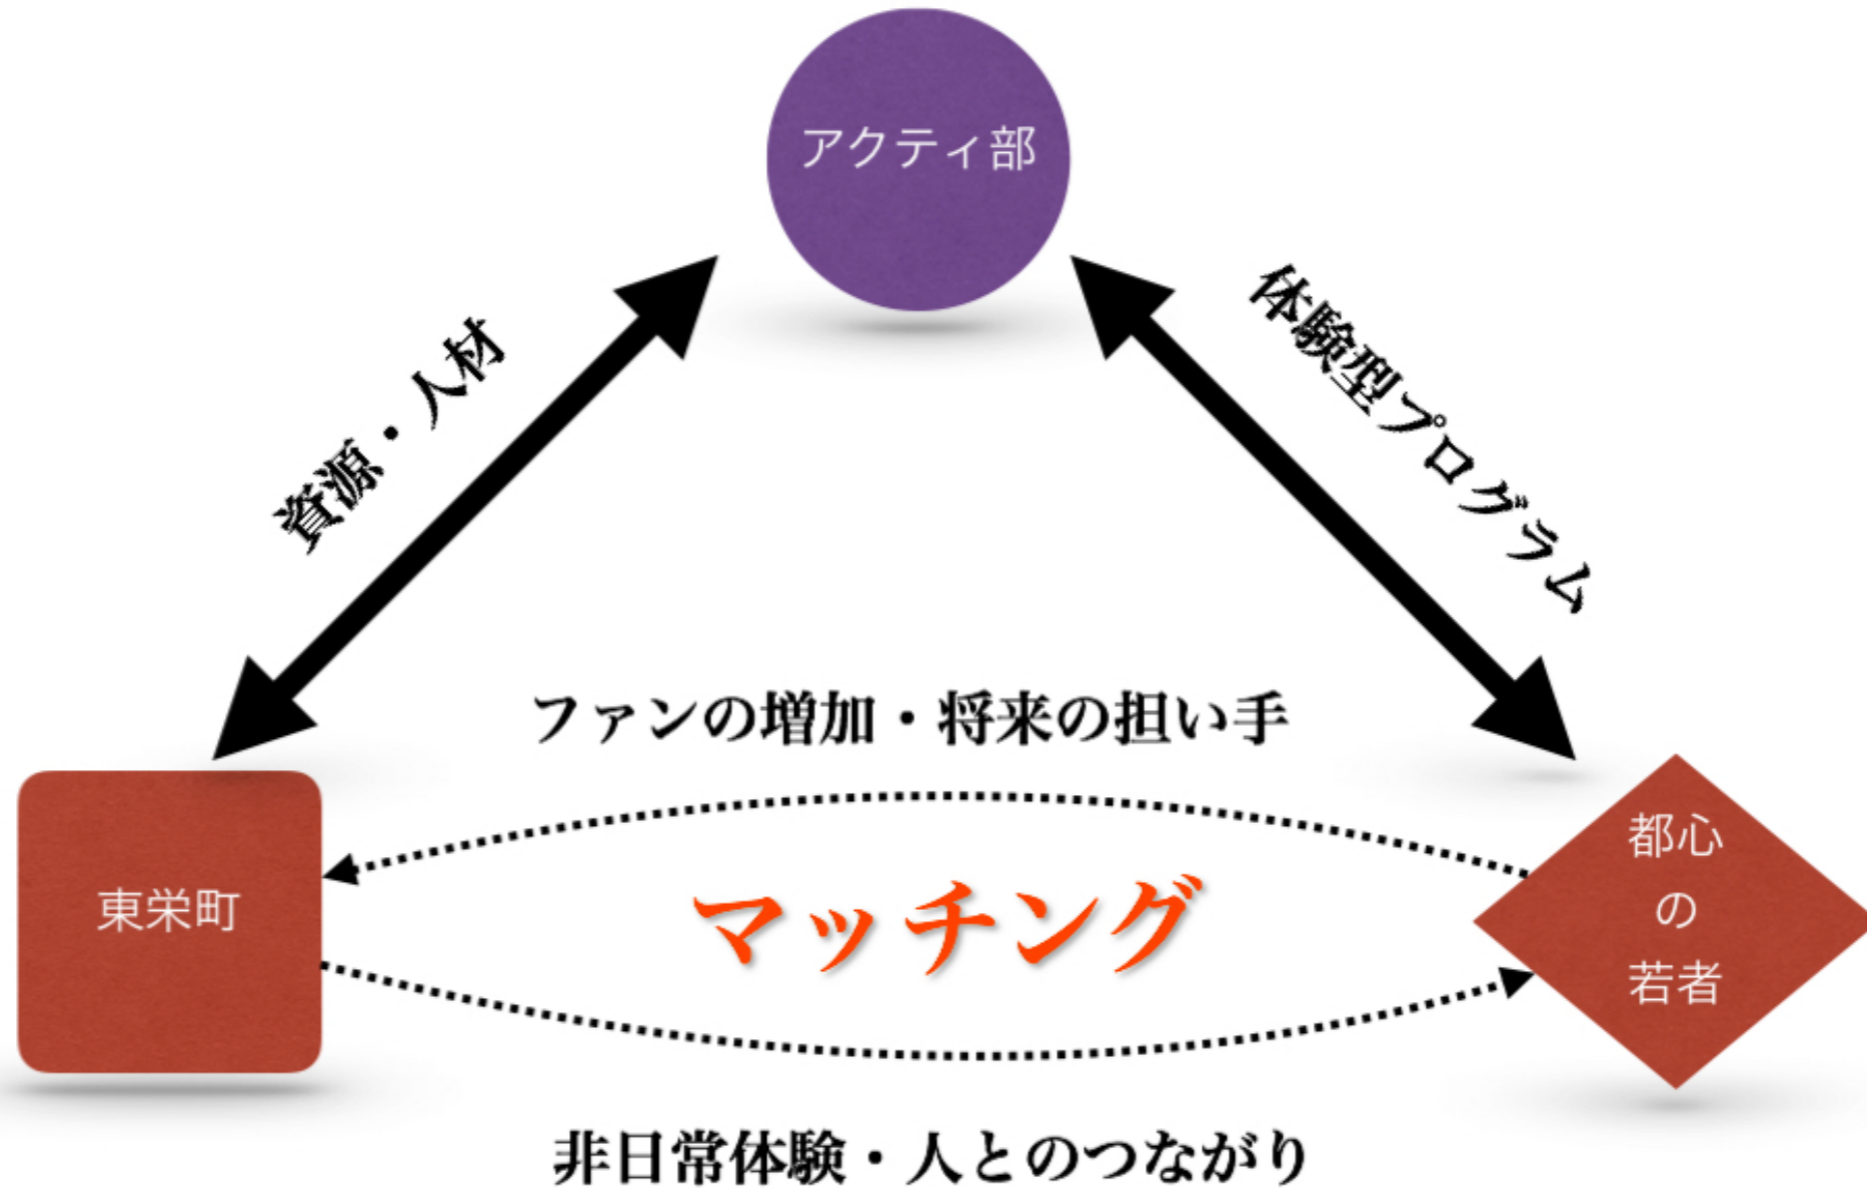 アクティ部
体験型プログラム
資源・人材
ファンの増加・将来の担い手
都心
の
若者
東栄町
マッチング
非日常体験・人とのつながり